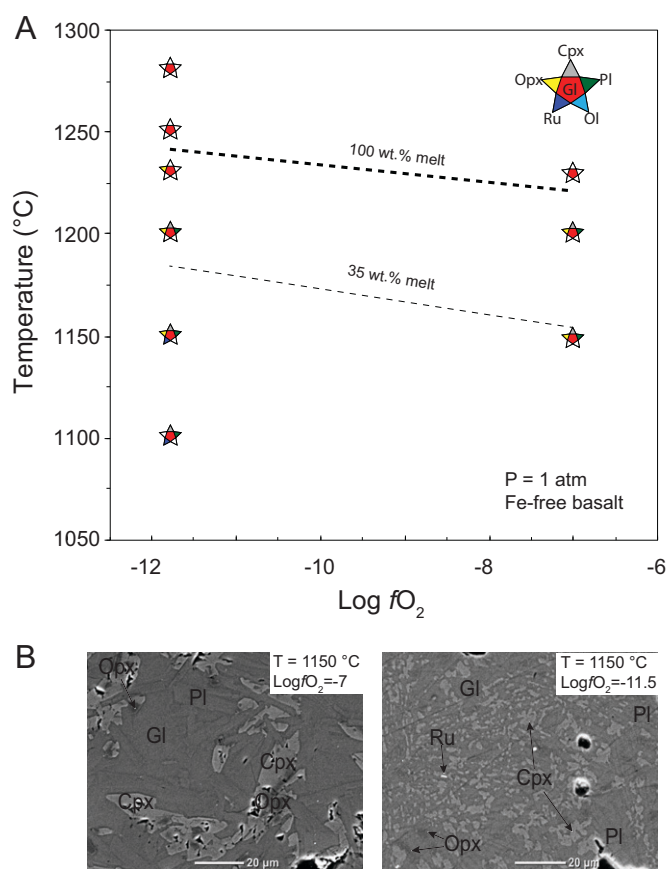 A
1300
1250
1200
1150
1100
1050
Temperature (°C)
-12
-10
-8
-6
Log fO2
100 wt.% melt
35 wt.% melt
Cpx
Opx
Pl
Gl
Ru
Ol
P = 1 atm
Fe-free basalt
B
Opx
T = 1150 °C
LogfO2=-7
Pl
Gl
Cpx
Cpx
Opx
20 µm
T = 1150 °C
LogfO2=-11.5
Gl
Pl
Ru
Cpx
Opx
Pl
20 µm